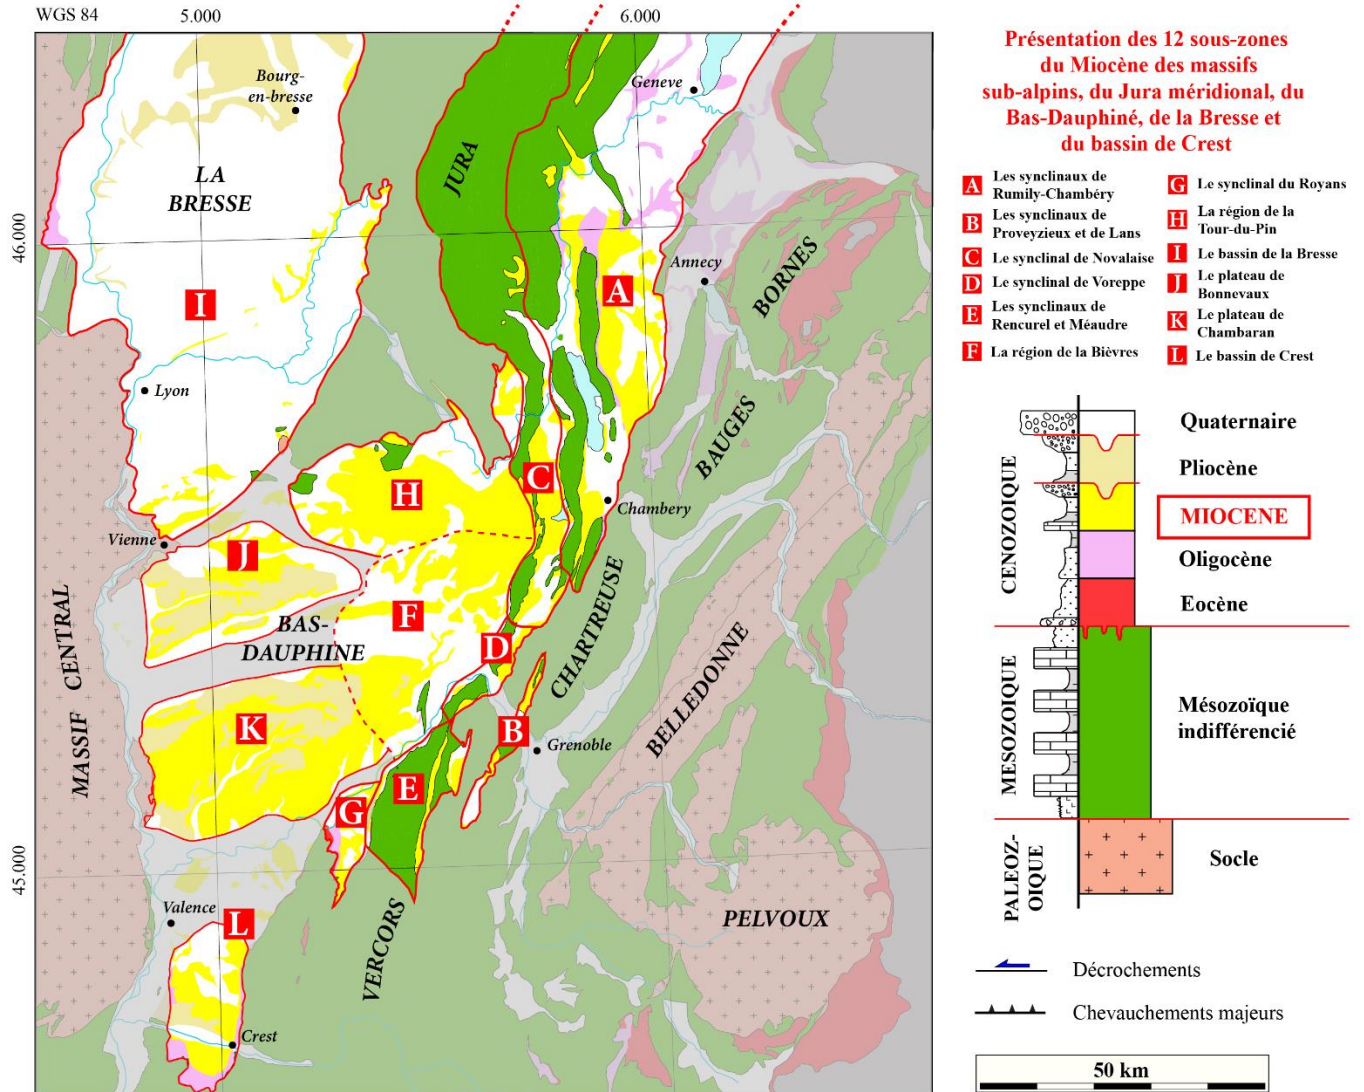 WGS 84
5.000
6.000
46.000
45.000
Bourg-
en-bresse
Geneve
LA
BRESSE
JURA
Annecy
BORNES
A
I
Lyon
BAUGES
C
H
Chambery
Vienne
J
F
CHARTREUSE
BAS-
DAUPHINE
D
MASSIF CENTRAL
K
B
Grenoble
BELLEDONNE
E
G
Valence
L
VERCORS
PELVOUX
Crest
Présentation des 12 sous-zones
du Miocène des massifs
sub-alpins, du Jura méridional, du
Bas-Dauphiné, de la Bresse et
du bassin de Crest
A Les synclinaux de
Rumily-Chambéry
B Les synclinaux de
Proveyzieux et de Lans
C Le synclinal de Novalaise
D Le synclinal de Voreppe
E Les synclinaux de
Rencurel et Méaudre
F La région de la Bièvres
G Le synclinal du Royans
H La région de la
Tour-du-Pin
I Le bassin de la Bresse
J Le plateau de
Bonnevaux
K Le plateau de
Chambaran
L Le bassin de Crest
CENOZOIQUE
Quaternaire
Pliocène
MIOCENE
Oligocène
Eocène
MESOZOIQUE
Mésozoïque
indifférencié
PALEOZ-
OIQUE
Socle
Décrochements
Chevauchements majeurs
50 km